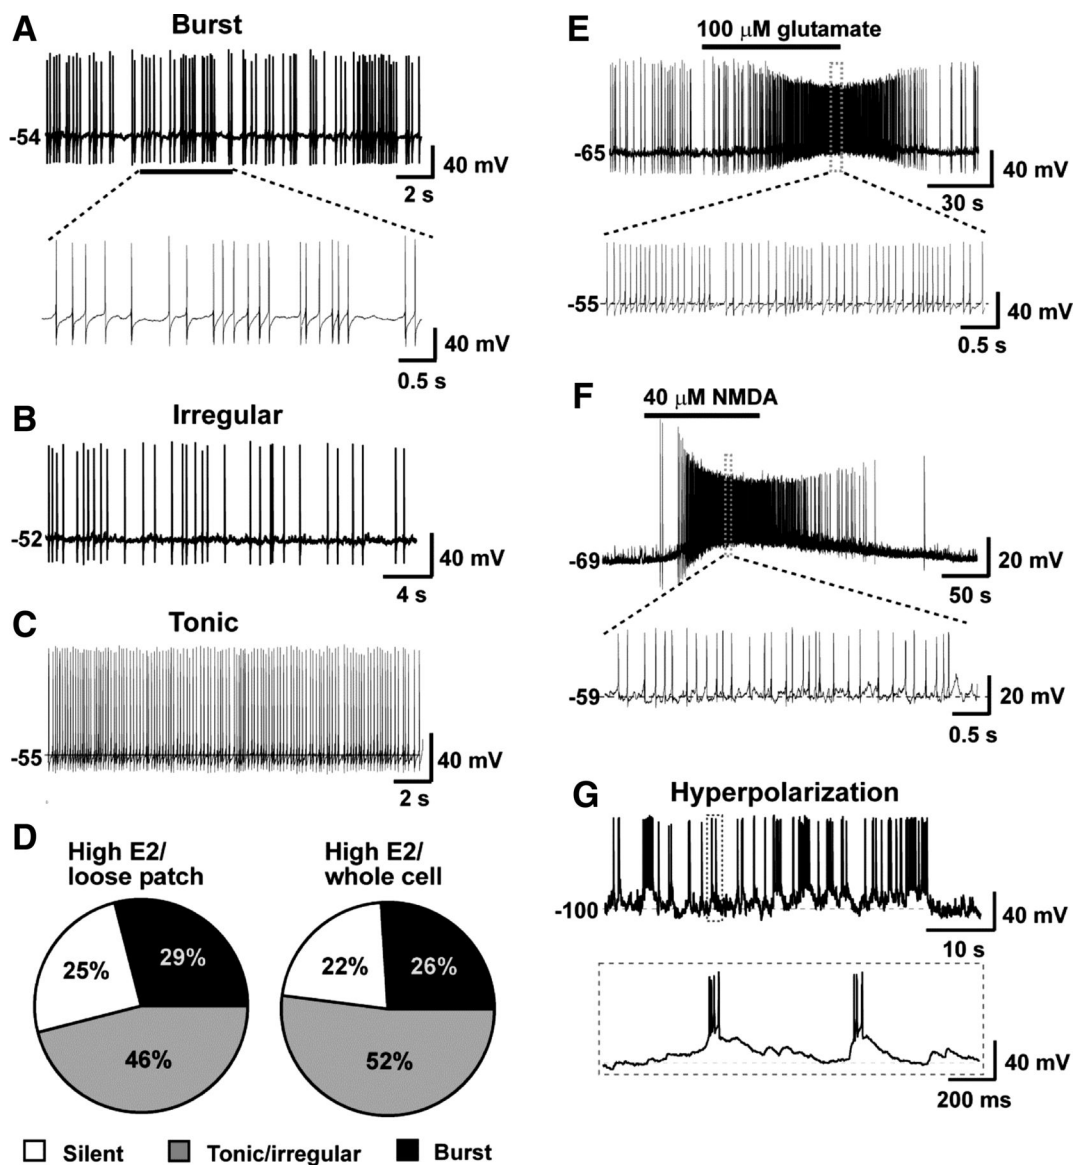 A
Burst
-54
40 mV
2 s
40 mV
0.5 s
B
Irregular
-52
40 mV
4 s
C
Tonic
-55
40 mV
2 s
D
High E2/
loose patch
High E2/
whole cell
25%
29%
46%
22%
26%
52%
Silent
Tonic/irregular
Burst
E
100 μM glutamate
-65
40 mV
30 s
-55
40 mV
0.5 s
F
40 μM NMDA
-69
20 mV
50 s
-59
20 mV
0.5 s
G
Hyperpolarization
-100
40 mV
10 s
40 mV
200 ms